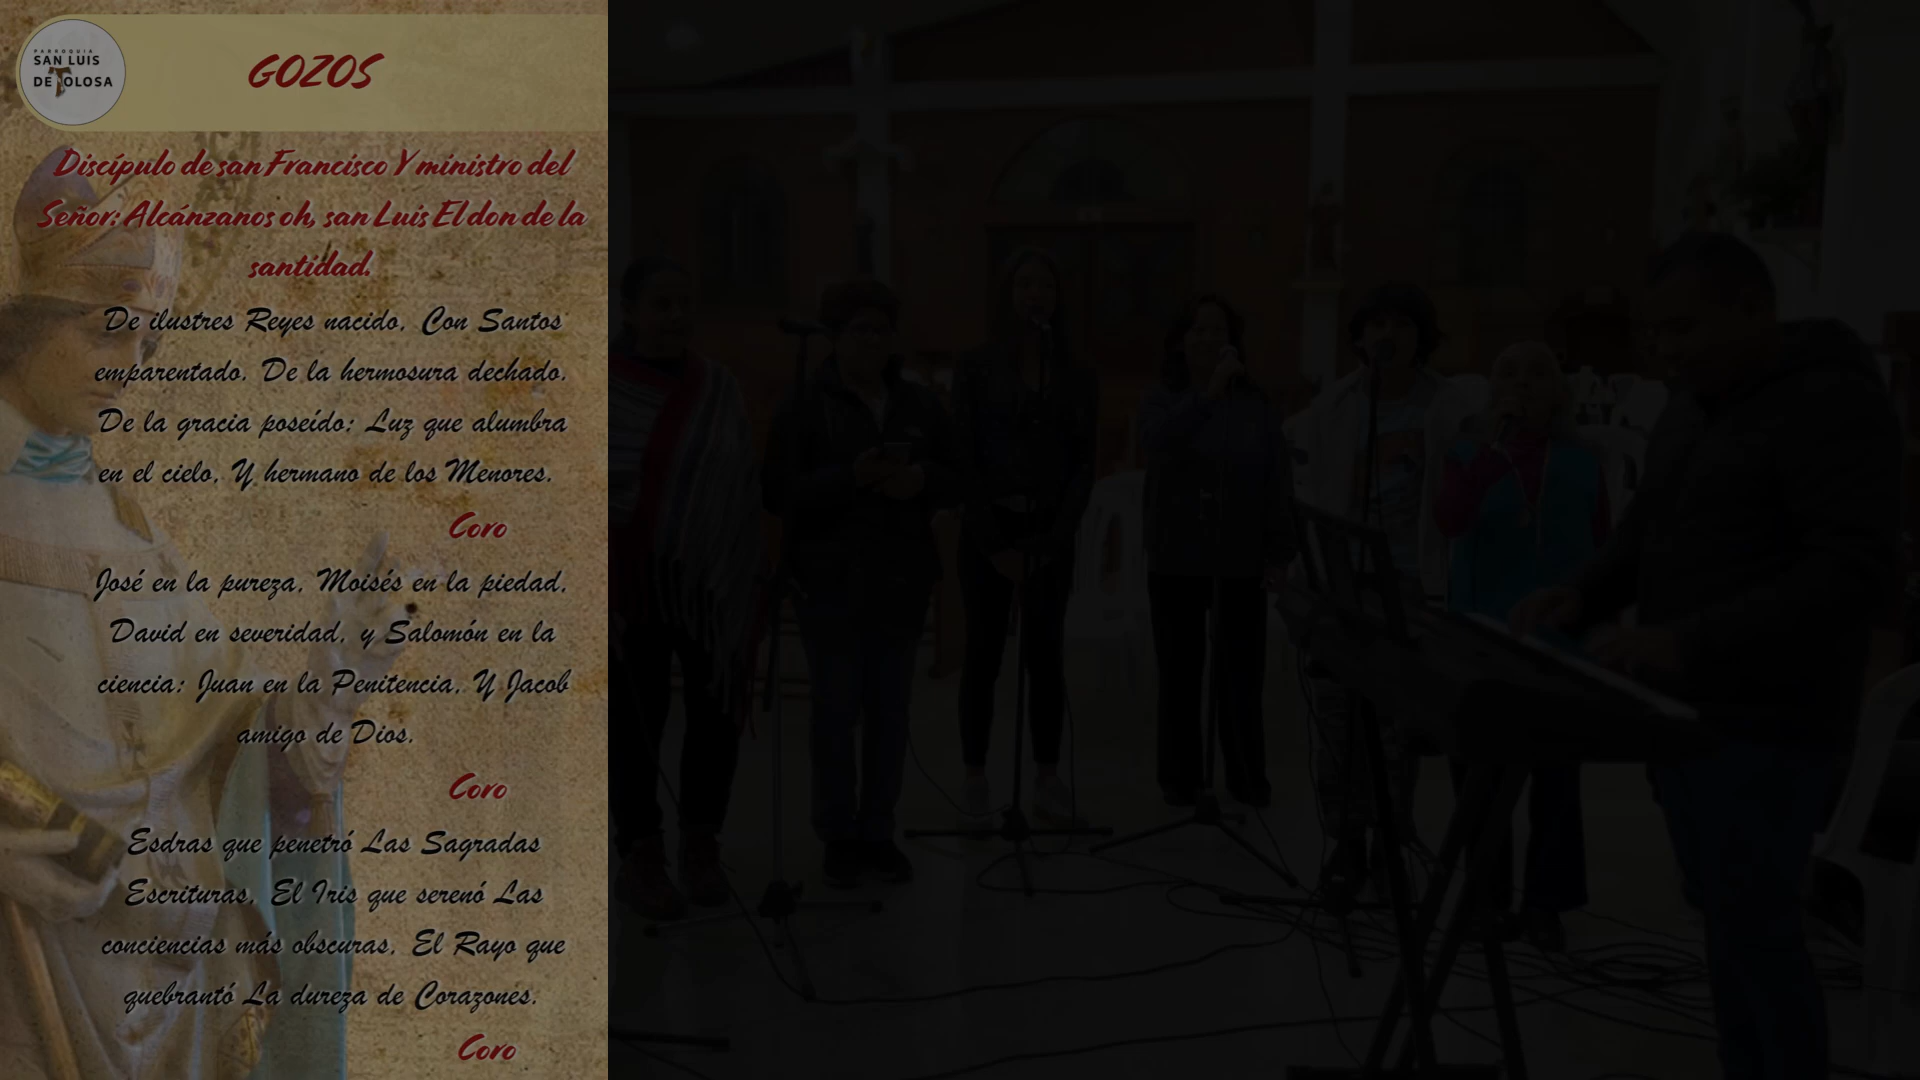 PARROQUIA
SAN LUIS
DE TOLOSA
GOZOS
Discípulo de san Francisco Y ministro del
Señor: Alcánzanos oh, san Luis El don de la
santidad.
De ilustres Reyes nacido, Con Santos
emparentado, De la hermosura dechado,
De la gracia poseído: Luz que alumbra
en el cielo, Y hermano de los Menores.
Coro
José en la pureza, Moisés en la piedad,
David en severidad, y Salomón en la
ciencia: Juan en la Penitencia, Y Jacob
amigo de Dios.
Coro
Esdras que penetró Las Sagradas
Escrituras, El Iris que serenó Las
conciencias más obscuras, El Rayo que
quebrantó La dureza de Corazones.
Coro